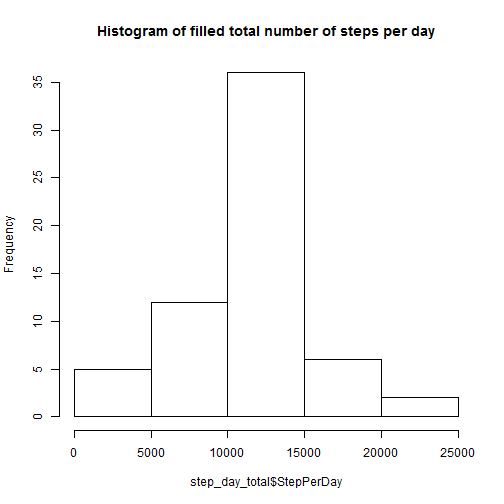 Histogram of filled total number of steps per day
Frequency
35
30
25
20
15
10
5
0
0 5000 10000 15000 20000 25000
step_day_total$StepPerDay